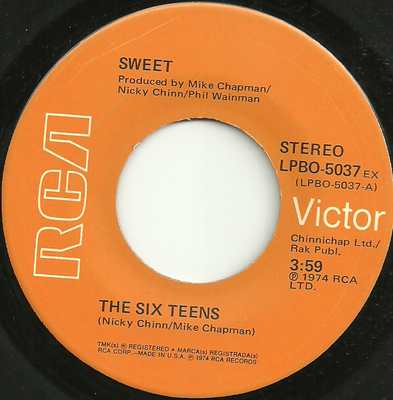 SWEET
Produced by Mike Chapman/
Nicky Chinn/Phil Wainman
RCA
STEREO
LPBO-5037 EX
(LPBO-5037-A)
Victor
Chinnichap Ltd./
Rak Publ.
3:59
℗ 1974 RCA
LTD.
THE SIX TEENS
(Nicky Chinn/Mike Chapman)
TMK(s) ® REGISTERED • MARCA(s) REGISTRADA(s)
RCA CORP.—MADE IN U.S.A. ℗ 1974 RCA RECORDS